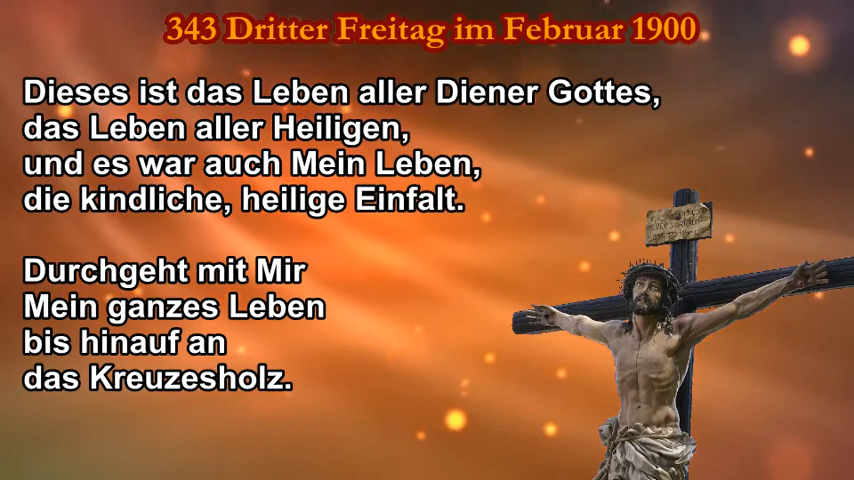 343 Dritter Freitag im Februar 1900
Dieses ist das Leben aller Diener Gottes,
das Leben aller Heiligen,
und es war auch Mein Leben,
die kindliche, heilige Einfalt.
Durchgeht mit Mir
Mein ganzes Leben
bis hinauf an
das Kreuzesholz.